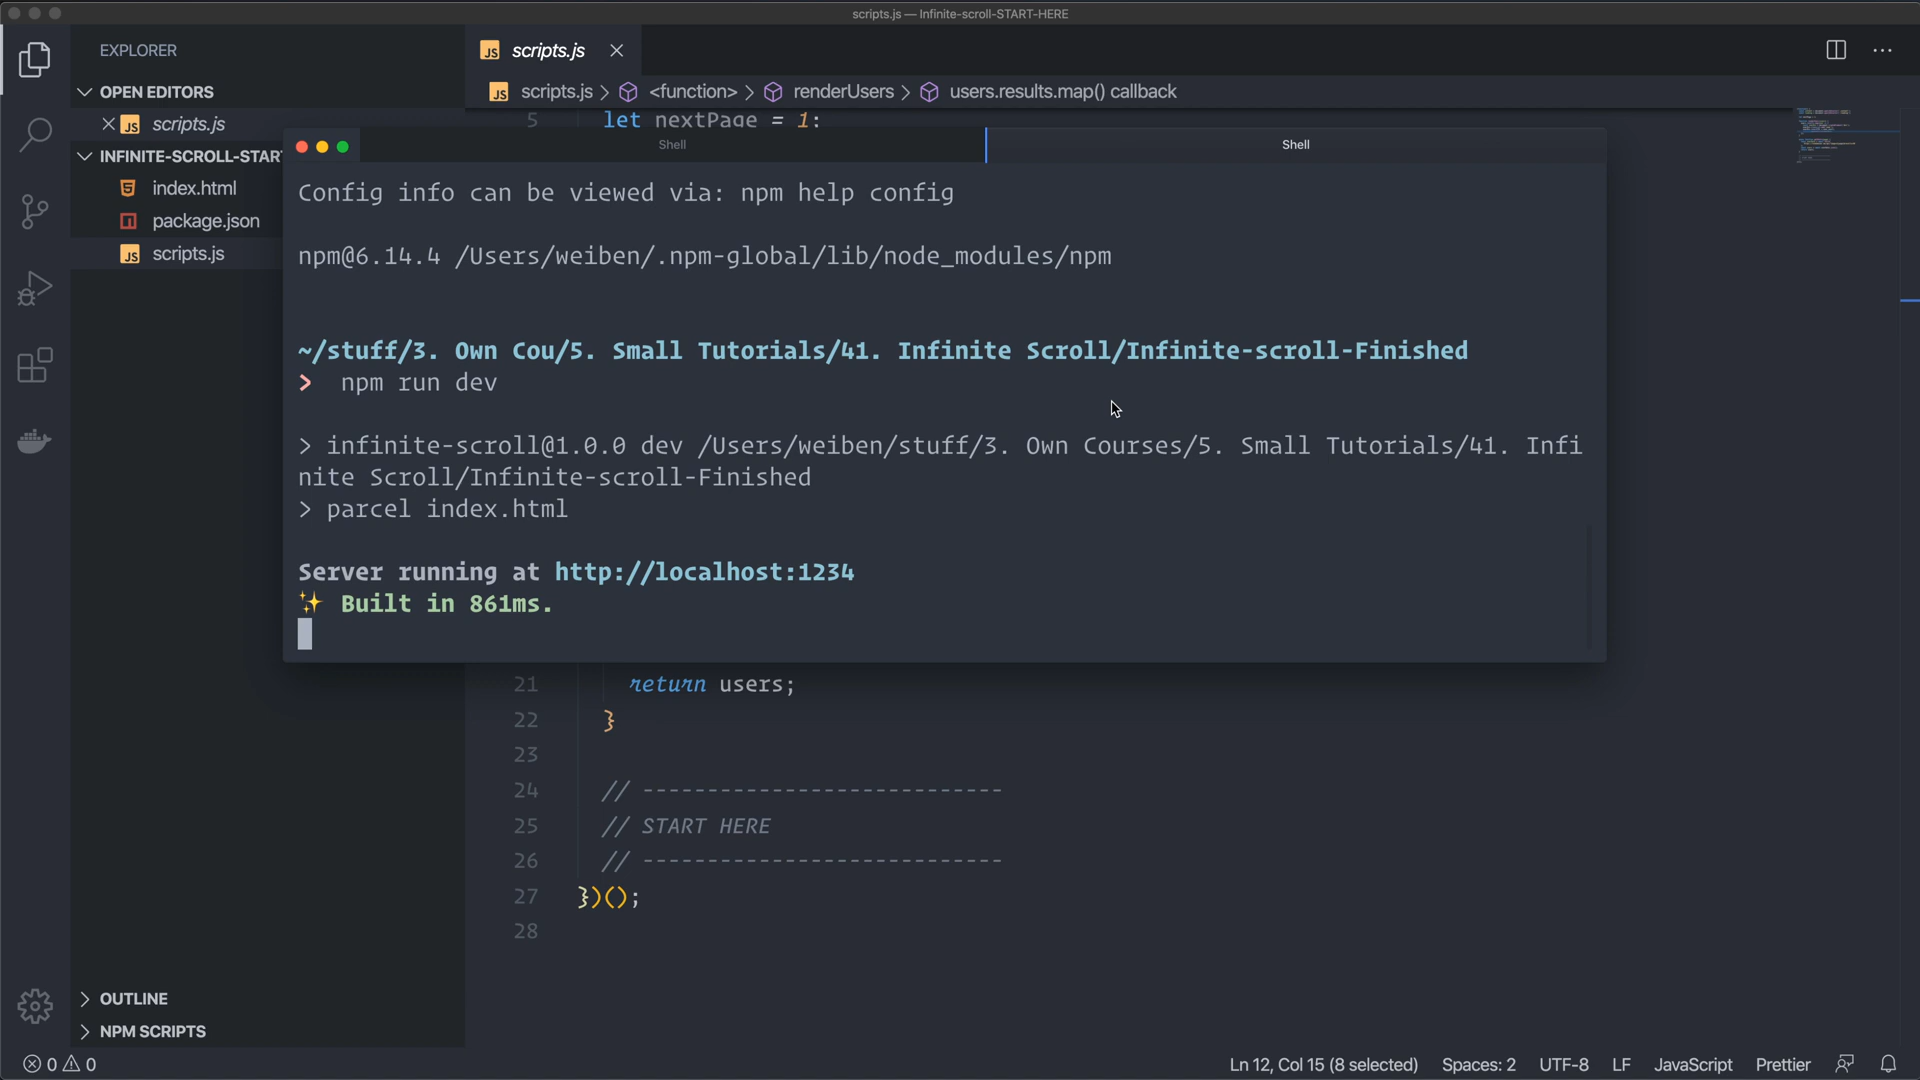 scripts.js — Infinite-scroll-START-HERE
EXPLORER
OPEN EDITORS
scripts.js
INFINITE-SCROLL-START
index.html
package.json
scripts.js
OUTLINE
NPM SCRIPTS
scripts.js
scripts.js > <function> > renderUsers > users.results.map() callback
5 let nextPage = 1;
Shell
Shell
Config info can be viewed via: npm help config
npm@6.14.4 /Users/weiben/.npm-global/lib/node_modules/npm
~/stuff/3. Own Cou/5. Small Tutorials/41. Infinite Scroll/Infinite-scroll-Finished
> npm run dev
> infinite-scroll@1.0.0 dev /Users/weiben/stuff/3. Own Courses/5. Small Tutorials/41. Infi
nite Scroll/Infinite-scroll-Finished
> parcel index.html
Server running at http://localhost:1234
✨ Built in 861ms.
21 return users;
22 }
23
24 // ----------------------------
25 // START HERE
26 // ----------------------------
27 })();
28
0 0
Ln 12, Col 15 (8 selected) Spaces: 2 UTF-8 LF JavaScript Prettier